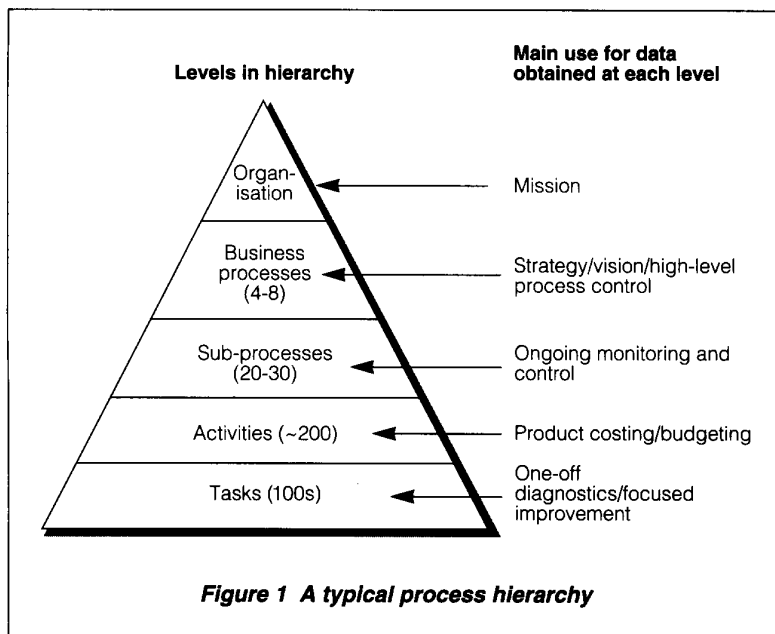 Levels in hierarchy
Main use for data
obtained at each level
Organ-
isation
Mission
Business
processes
(4-8)
Strategy/vision/high-level
process control
Sub-processes
(20-30)
Ongoing monitoring and
control
Activities (~200)
Product costing/budgeting
Tasks (100s)
One-off
diagnostics/focused
improvement
Figure 1 A typical process hierarchy